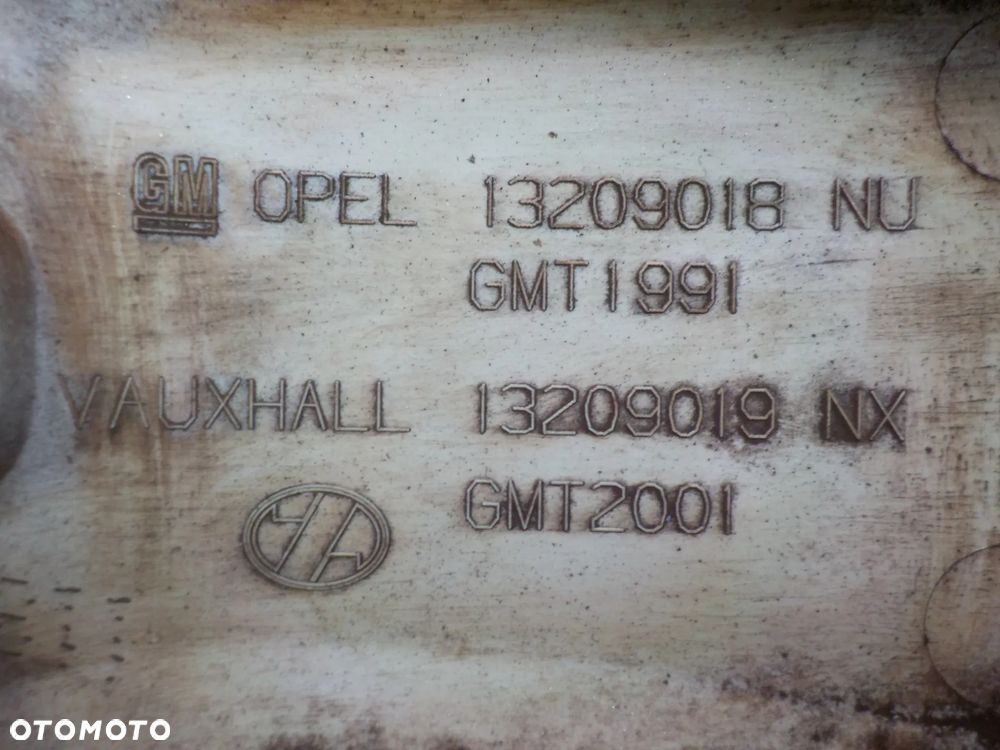 GM OPEL 13209018 NU
GMT1991
VAUXHALL 13209019 NX
GMT2001
OTOMOTO